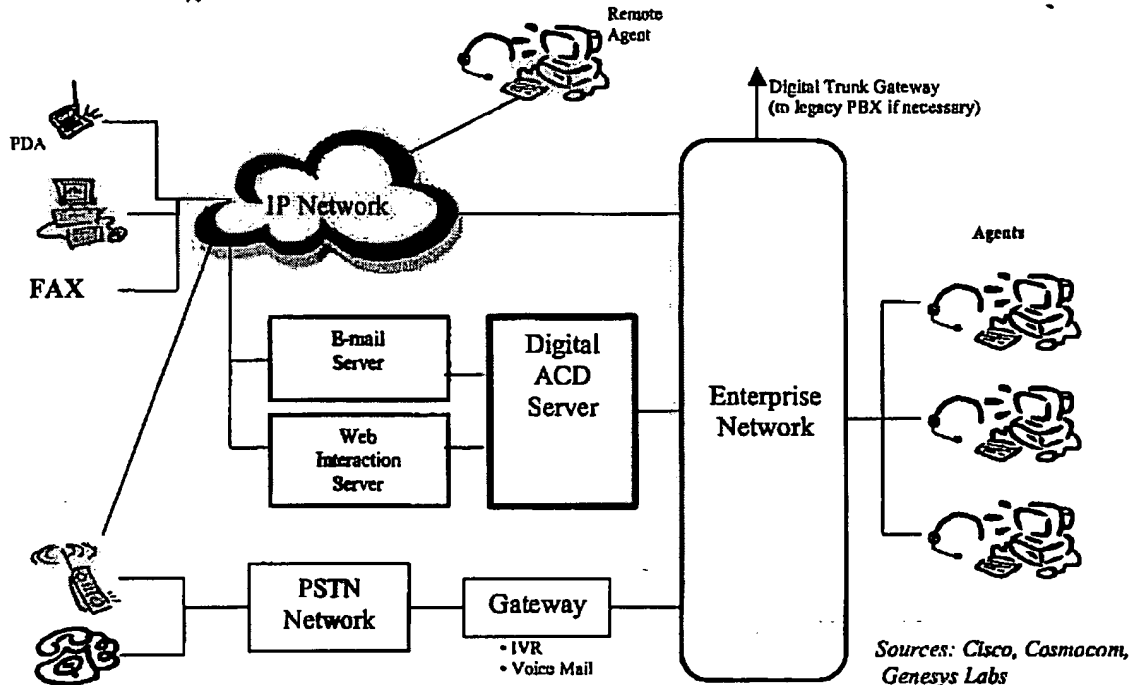 Remote
Agent
Digital Trunk Gateway
(to legacy PBX if necessary)
PDA
IP Network
FAX
Agents
E-mail
Server
Digital
ACD
Server
Web
Interaction
Server
Enterprise
Network
PSTN
Network
Gateway
• IVR
• Voice Mail
Sources: Cisco, Cosmocom,
Genesys Labs